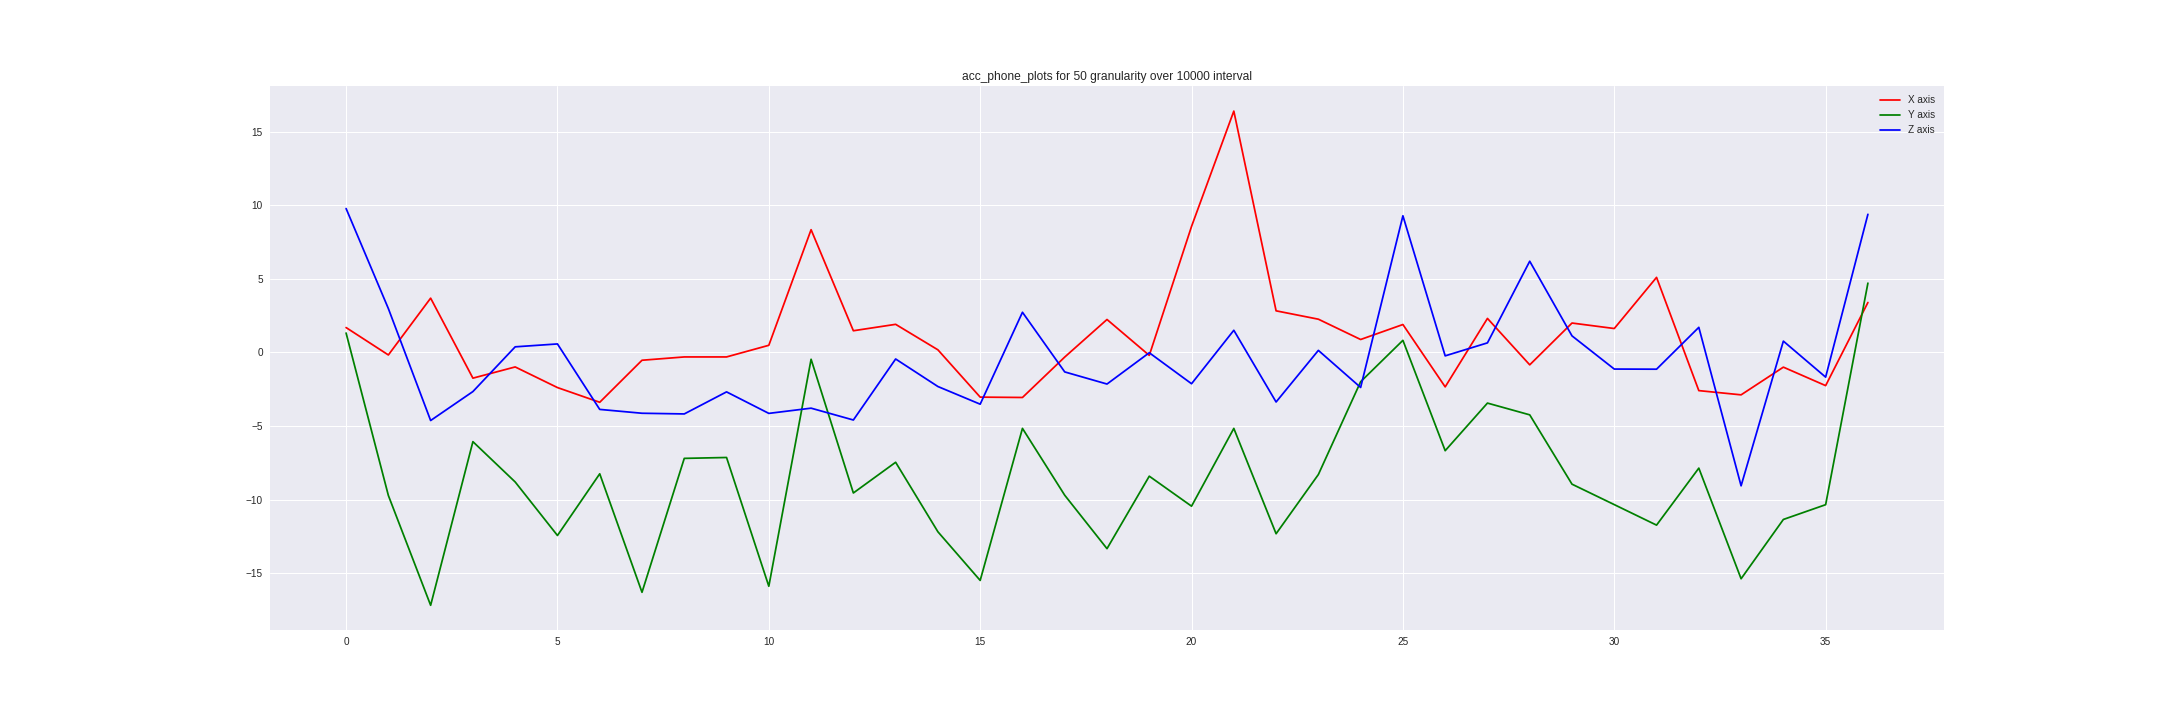 acc_phone_plots for 50 granularity over 10000 interval
X axis
Y axis
Z axis
15
10
5
0
−5
−10
−15
0 5 10 15 20 25 30 35